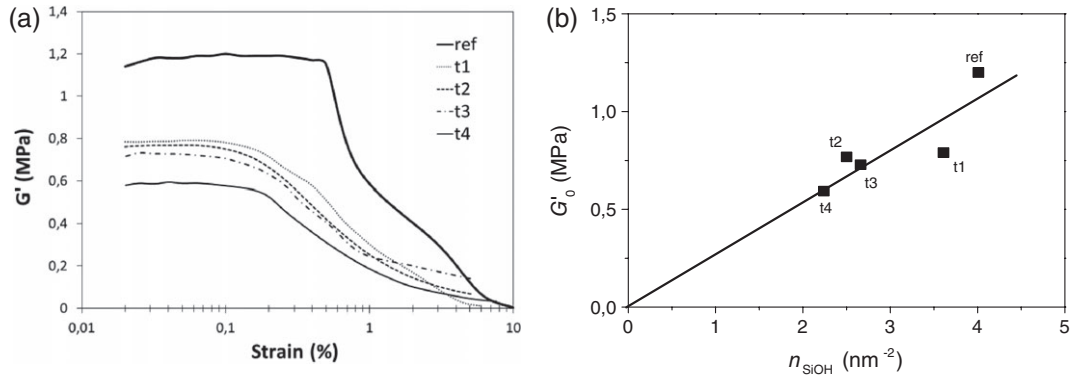 (a)
G' (MPa)
1,4
1,2
1
0,8
0,6
0,4
0,2
0
0,01
0,1
1
10
Strain (%)
ref
t1
t2
t3
t4
(b)
G'₀ (MPa)
1,5
1,0
0,5
0,0
0
1
2
3
4
5
n_SiOH (nm⁻²)
ref
t2
t1
t3
t4